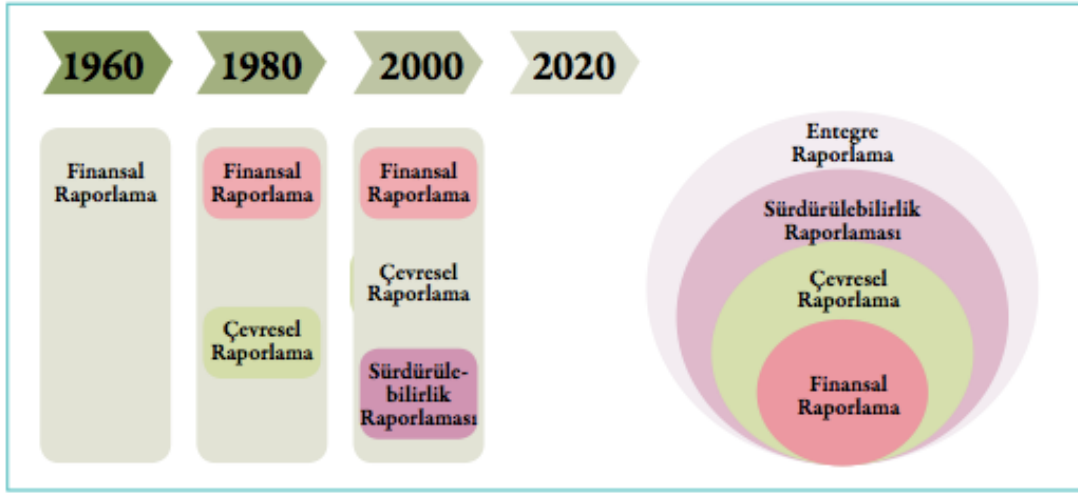 1960
1980
2000
2020
Finansal
Raporlama
Finansal
Raporlama
Çevresel
Raporlama
Finansal
Raporlama
Çevresel
Raporlama
Sürdürüle-
bilirlik
Raporlaması
Entegre
Raporlama
Sürdürülebilirlik
Raporlaması
Çevresel
Raporlama
Finansal
Raporlama